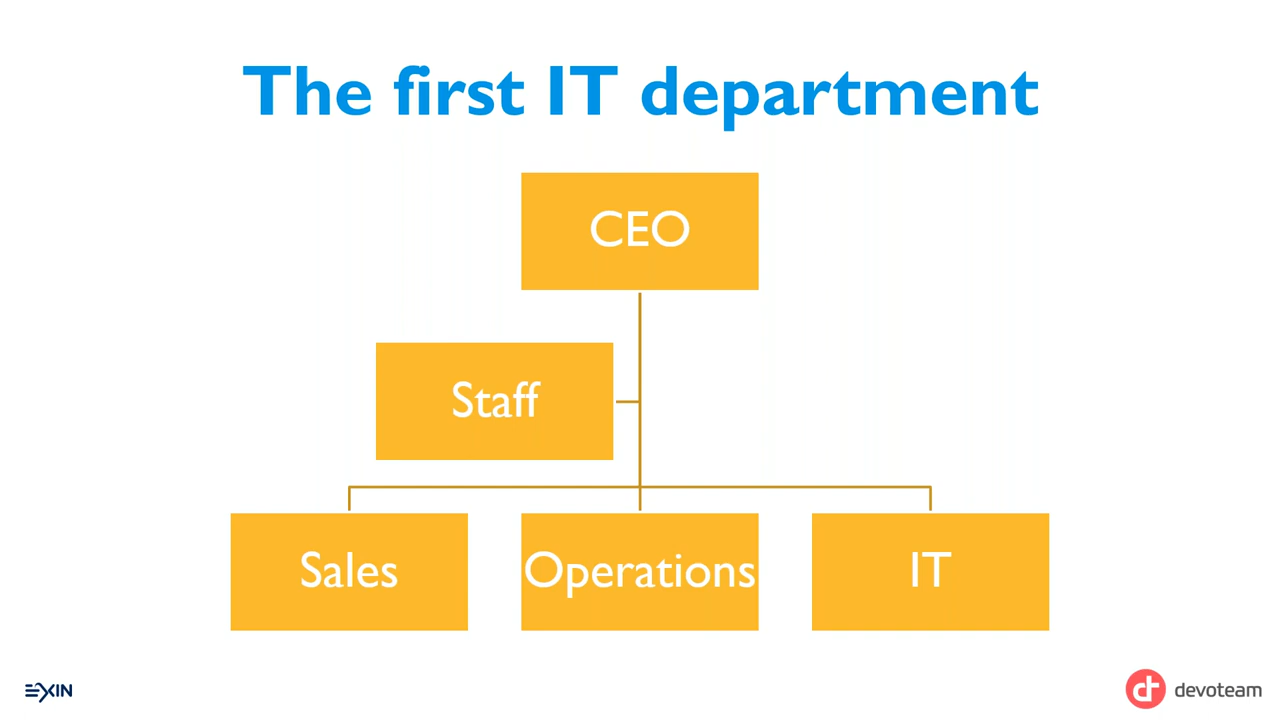 The first IT department
CEO
Staff
Sales
Operations
IT
EXIN
devoteam